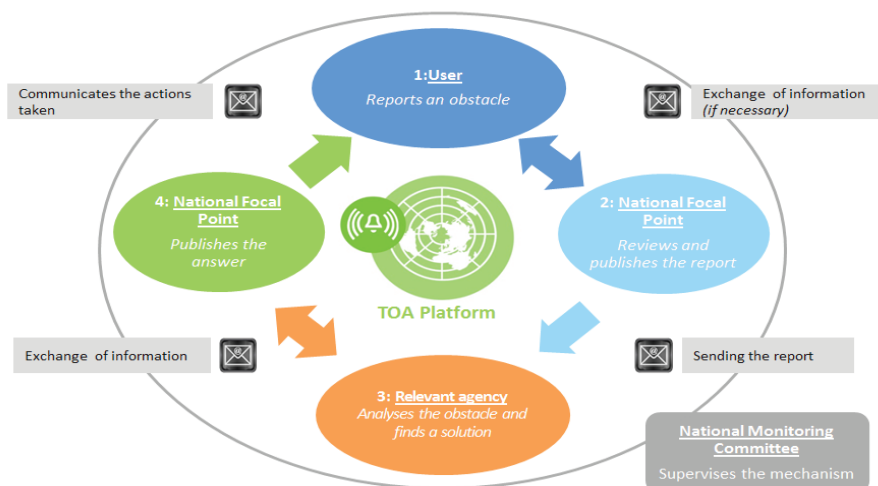 1:User
Reports an obstacle
Communicates the actions
taken
Exchange of information
(if necessary)
4: National Focal
Point
Publishes the
answer
2: National Focal
Point
Reviews and
publishes the report
TOA Platform
Exchange of information
Sending the report
3: Relevant agency
Analyses the obstacle and
finds a solution
National Monitoring
Committee
Supervises the mechanism